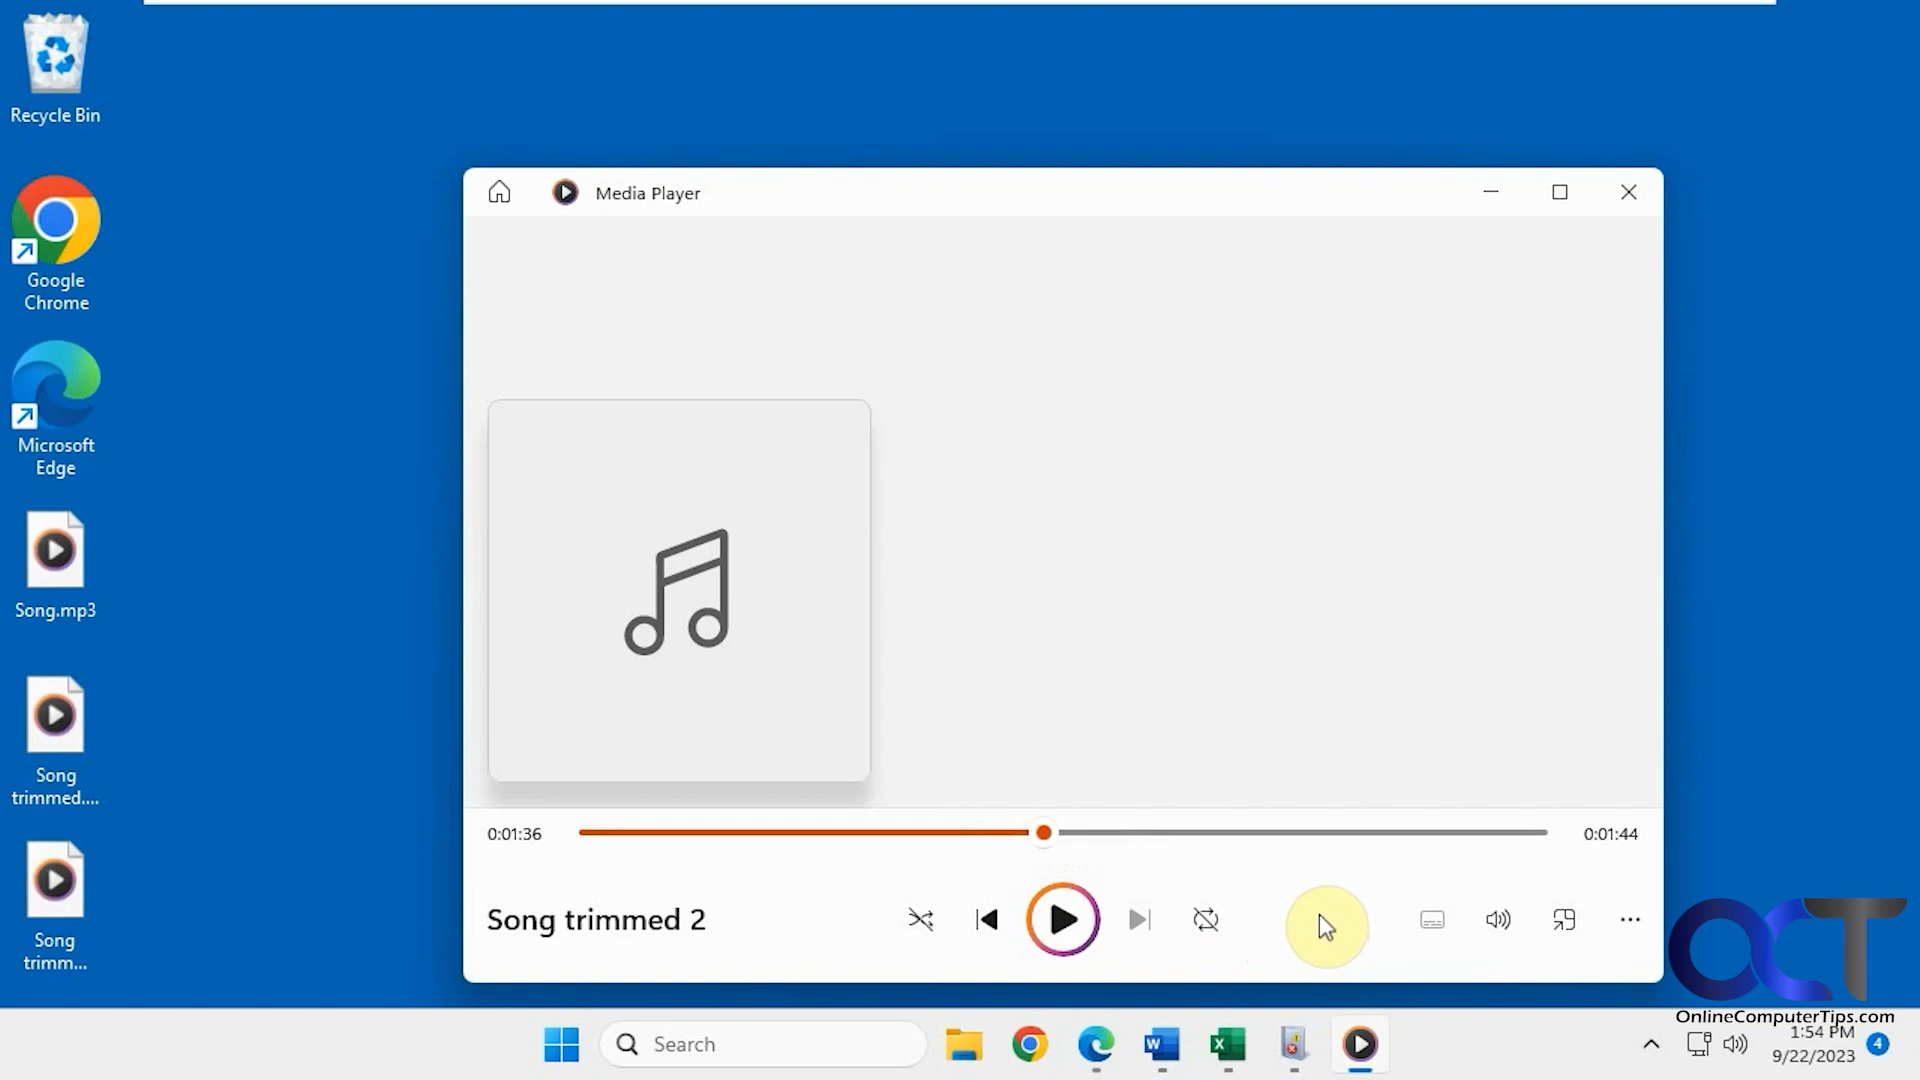 Recycle Bin
Google
Chrome
Microsoft
Edge
Song.mp3
Song
trimmed....
Song
trimm...
Media Player
0:01:36
0:01:44
Song trimmed 2
OCT
OnlineComputerTips.com
Search
W
X
1:54 PM
9/22/2023
4